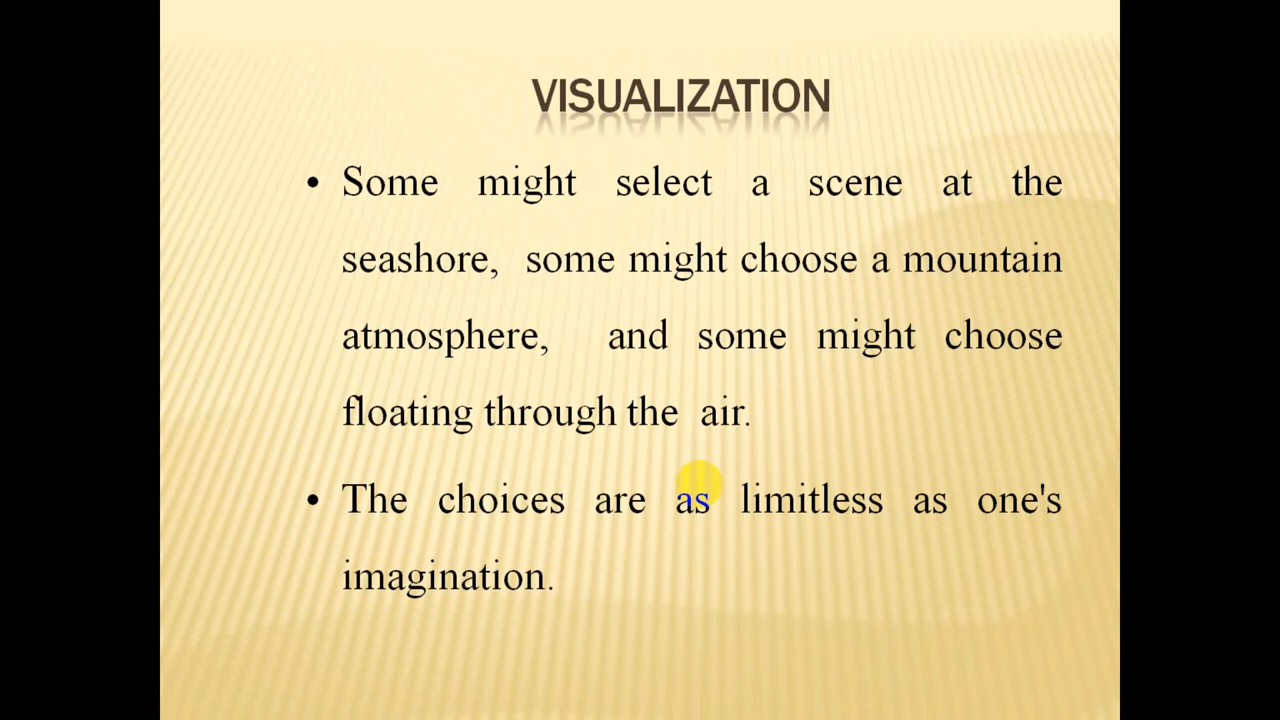 VISUALIZATION
• Some might select a scene at the
seashore, some might choose a mountain
atmosphere, and some might choose
floating through the air.
• The choices are as limitless as one's
imagination.